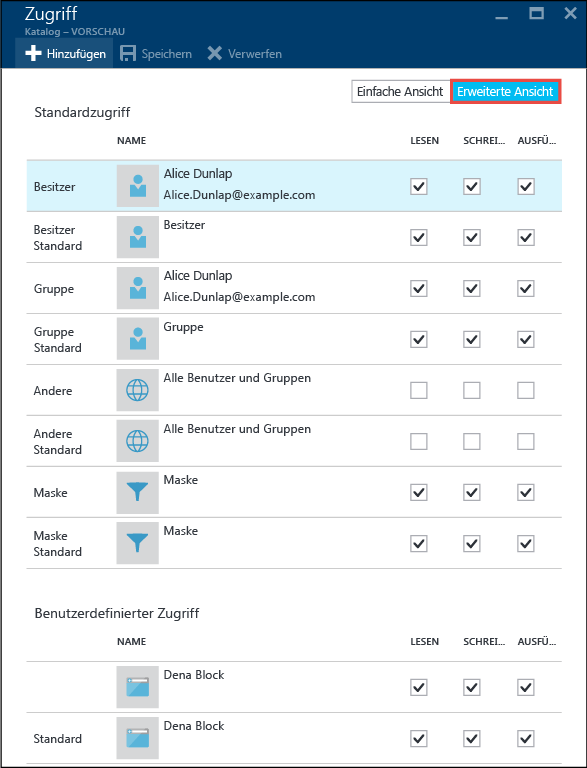 Zugriff
Katalog – VORSCHAU
Hinzufügen Speichern Verwerfen
Einfache Ansicht Erweiterte Ansicht
Standardzugriff
NAME LESEN SCHREI... AUSFÜ...
Besitzer Alice Dunlap
Alice.Dunlap@example.com
Besitzer Standard Besitzer
Gruppe Alice Dunlap
Alice.Dunlap@example.com
Gruppe Standard Gruppe
Andere Alle Benutzer und Gruppen
Andere Standard Alle Benutzer und Gruppen
Maske Maske
Maske Standard Maske
Benutzerdefinierter Zugriff
NAME LESEN SCHREI... AUSFÜ...
Dena Block
Standard Dena Block